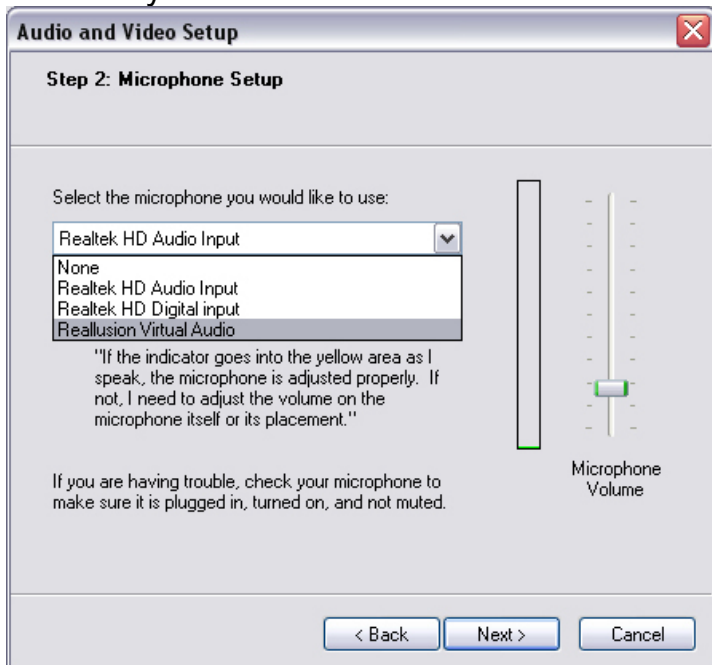 Audio and Video Setup
Step 2: Microphone Setup
Select the microphone you would like to use:
Realtek HD Audio Input
None
Realtek HD Audio Input
Realtek HD Digital input
Reallusion Virtual Audio
"If the indicator goes into the yellow area as I
speak, the microphone is adjusted properly. If
not, I need to adjust the volume on the
microphone itself or its placement."
If you are having trouble, check your microphone to
make sure it is plugged in, turned on, and not muted.
Microphone
Volume
< Back
Next >
Cancel